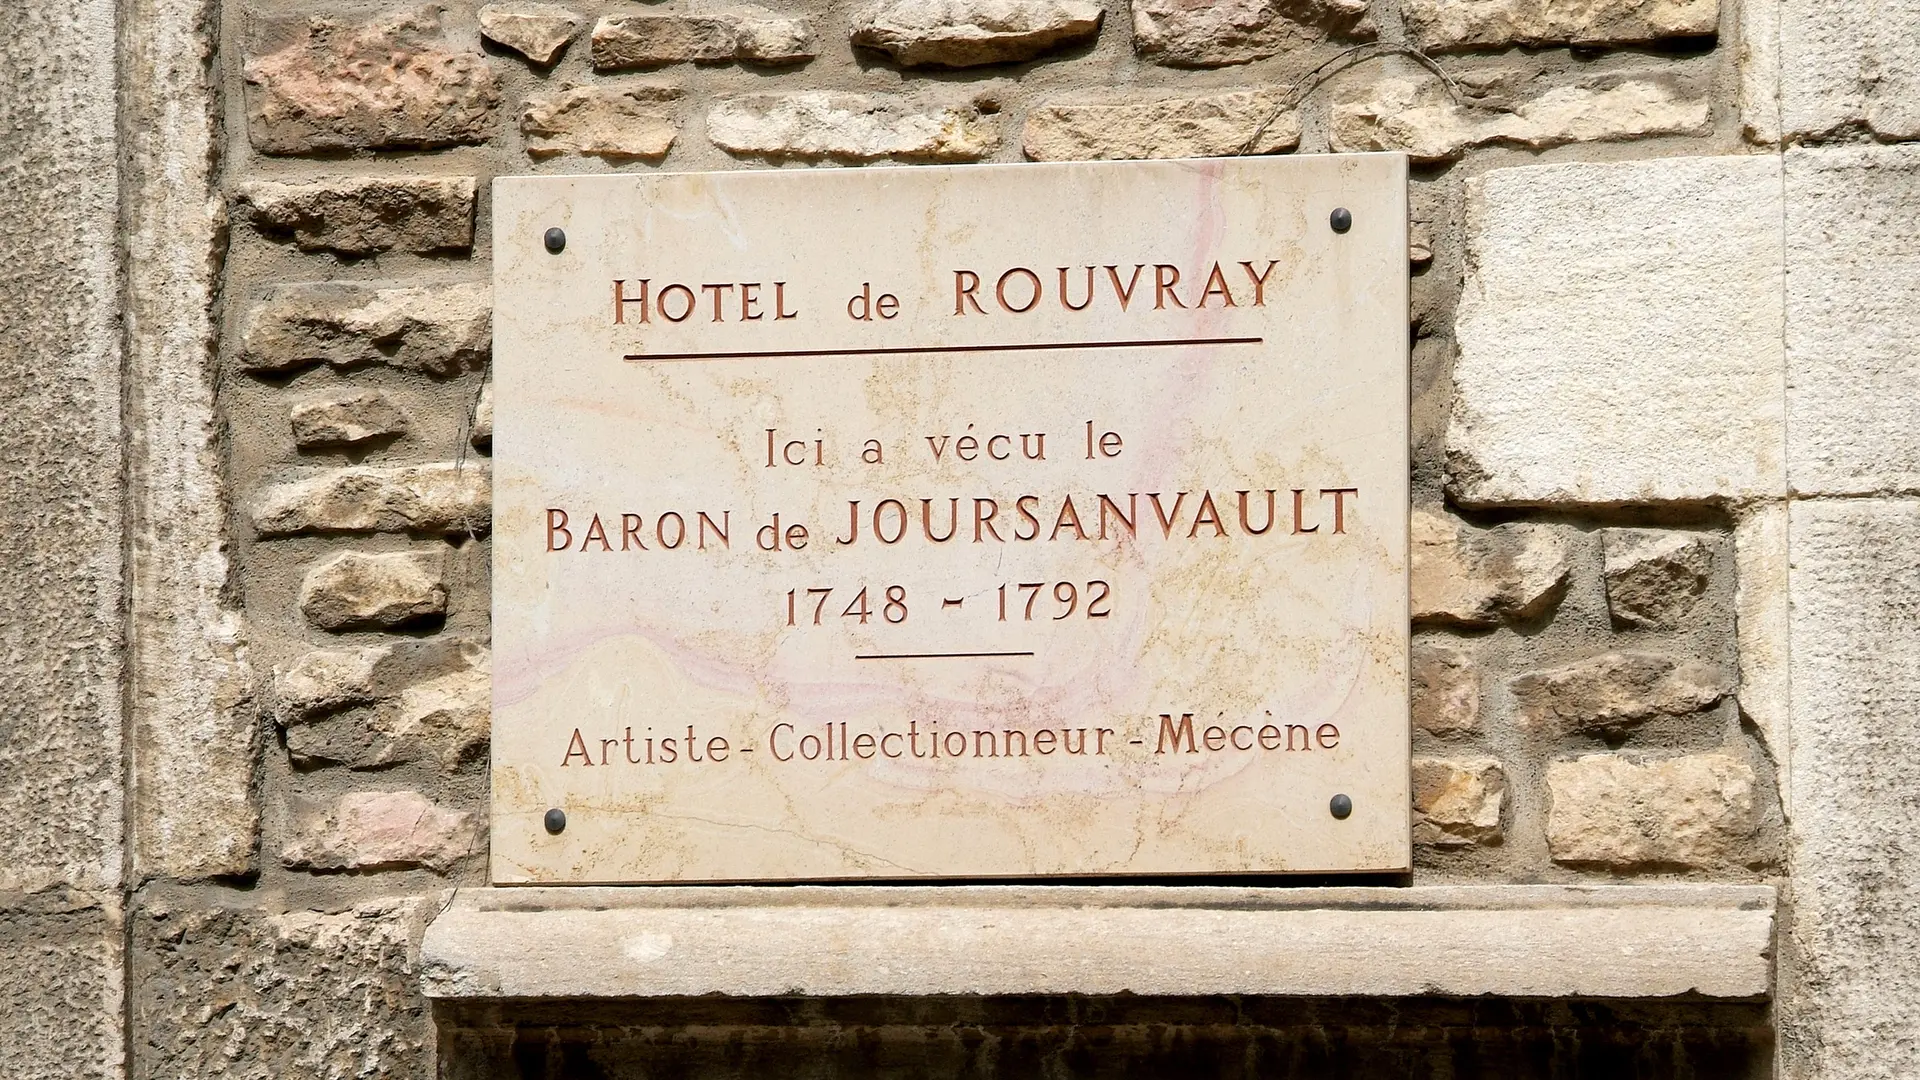 HOTEL de ROUVRAY
Ici a vécu le
BARON de JOURSANVAULT
1748 - 1792
Artiste - Collectionneur - Mécène